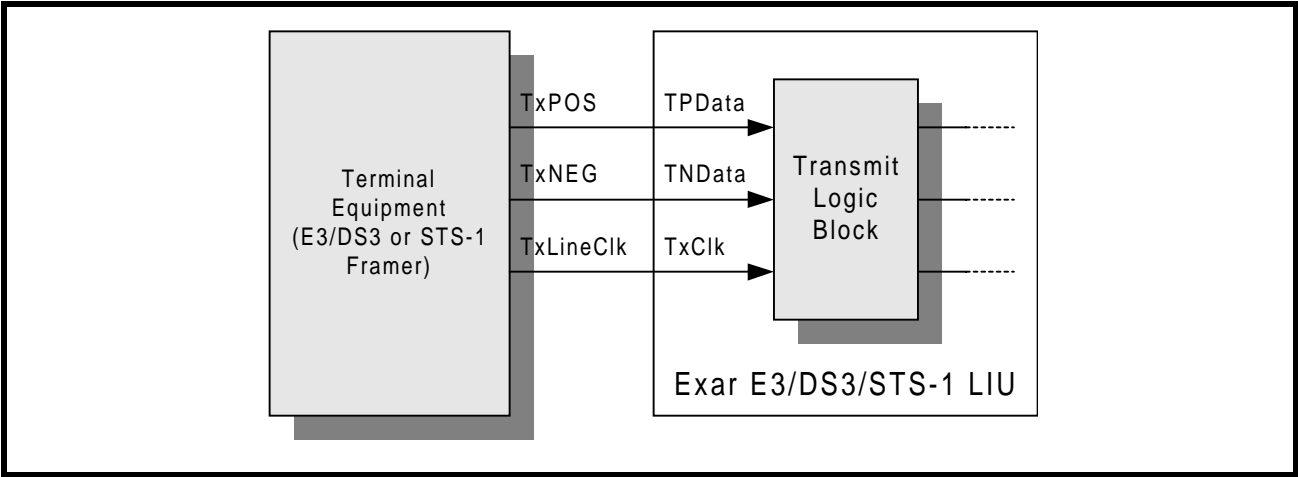 Terminal
Equipment
(E3/DS3 or STS-1
Framer)
TxPOS
TPData
TxNEG
TNData
TxLineClk
TxClk
Transmit
Logic
Block
Exar E3/DS3/STS-1 LIU